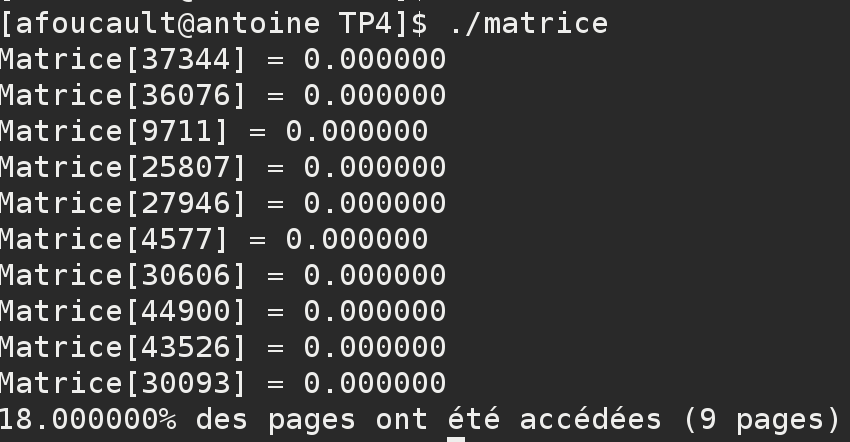 [afoucault@antoine TP4]$ ./matrice
Matrice[37344] = 0.000000
Matrice[36076] = 0.000000
Matrice[9711] = 0.000000
Matrice[25807] = 0.000000
Matrice[27946] = 0.000000
Matrice[4577] = 0.000000
Matrice[30606] = 0.000000
Matrice[44900] = 0.000000
Matrice[43526] = 0.000000
Matrice[30093] = 0.000000
18.000000% des pages ont été accédées (9 pages)